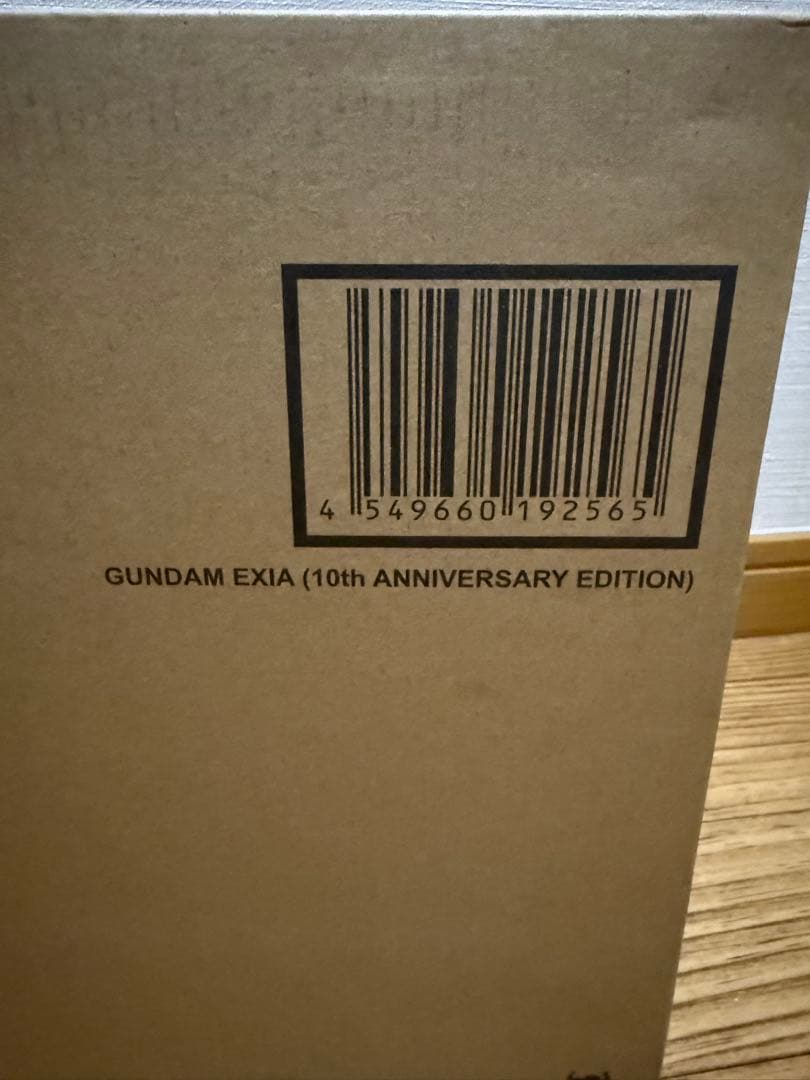 4 549660 192565
GUNDAM EXIA (10th ANNIVERSARY EDITION)